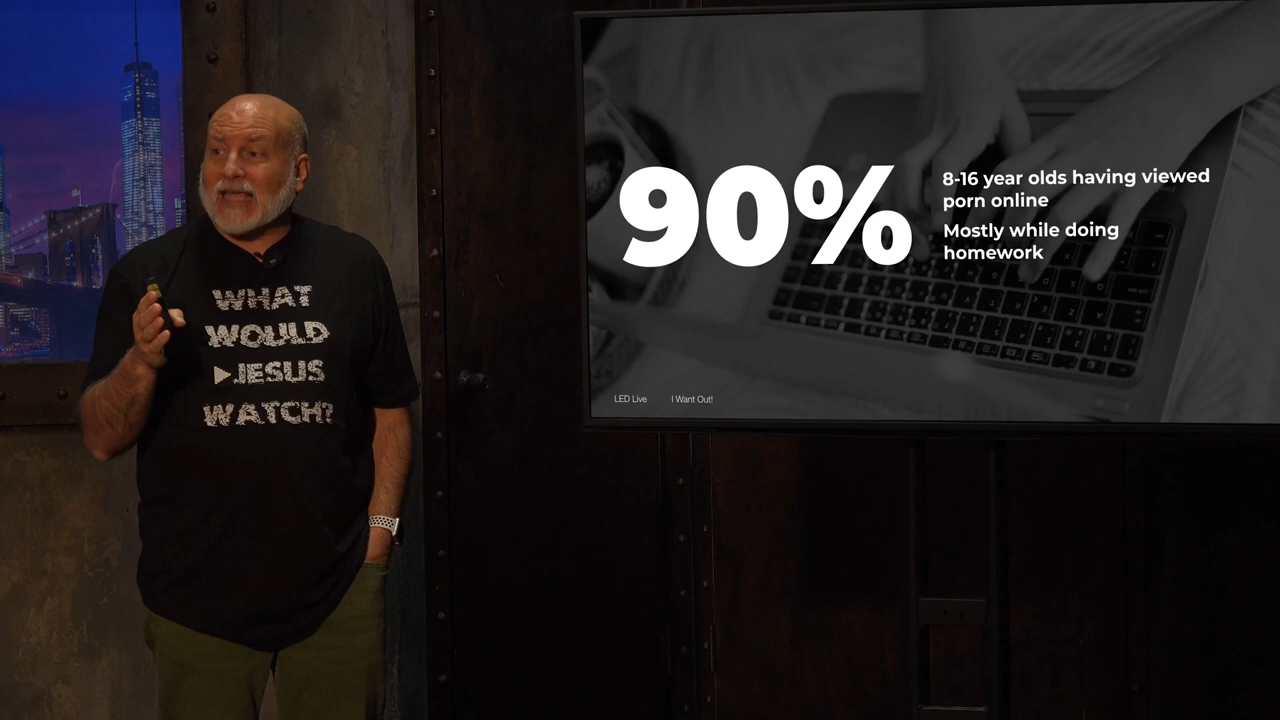 WHAT
WOULD
JESUS
WATCH?
90%
8-16 year olds having viewed
porn online
Mostly while doing
homework
LED Live
I Want Out!